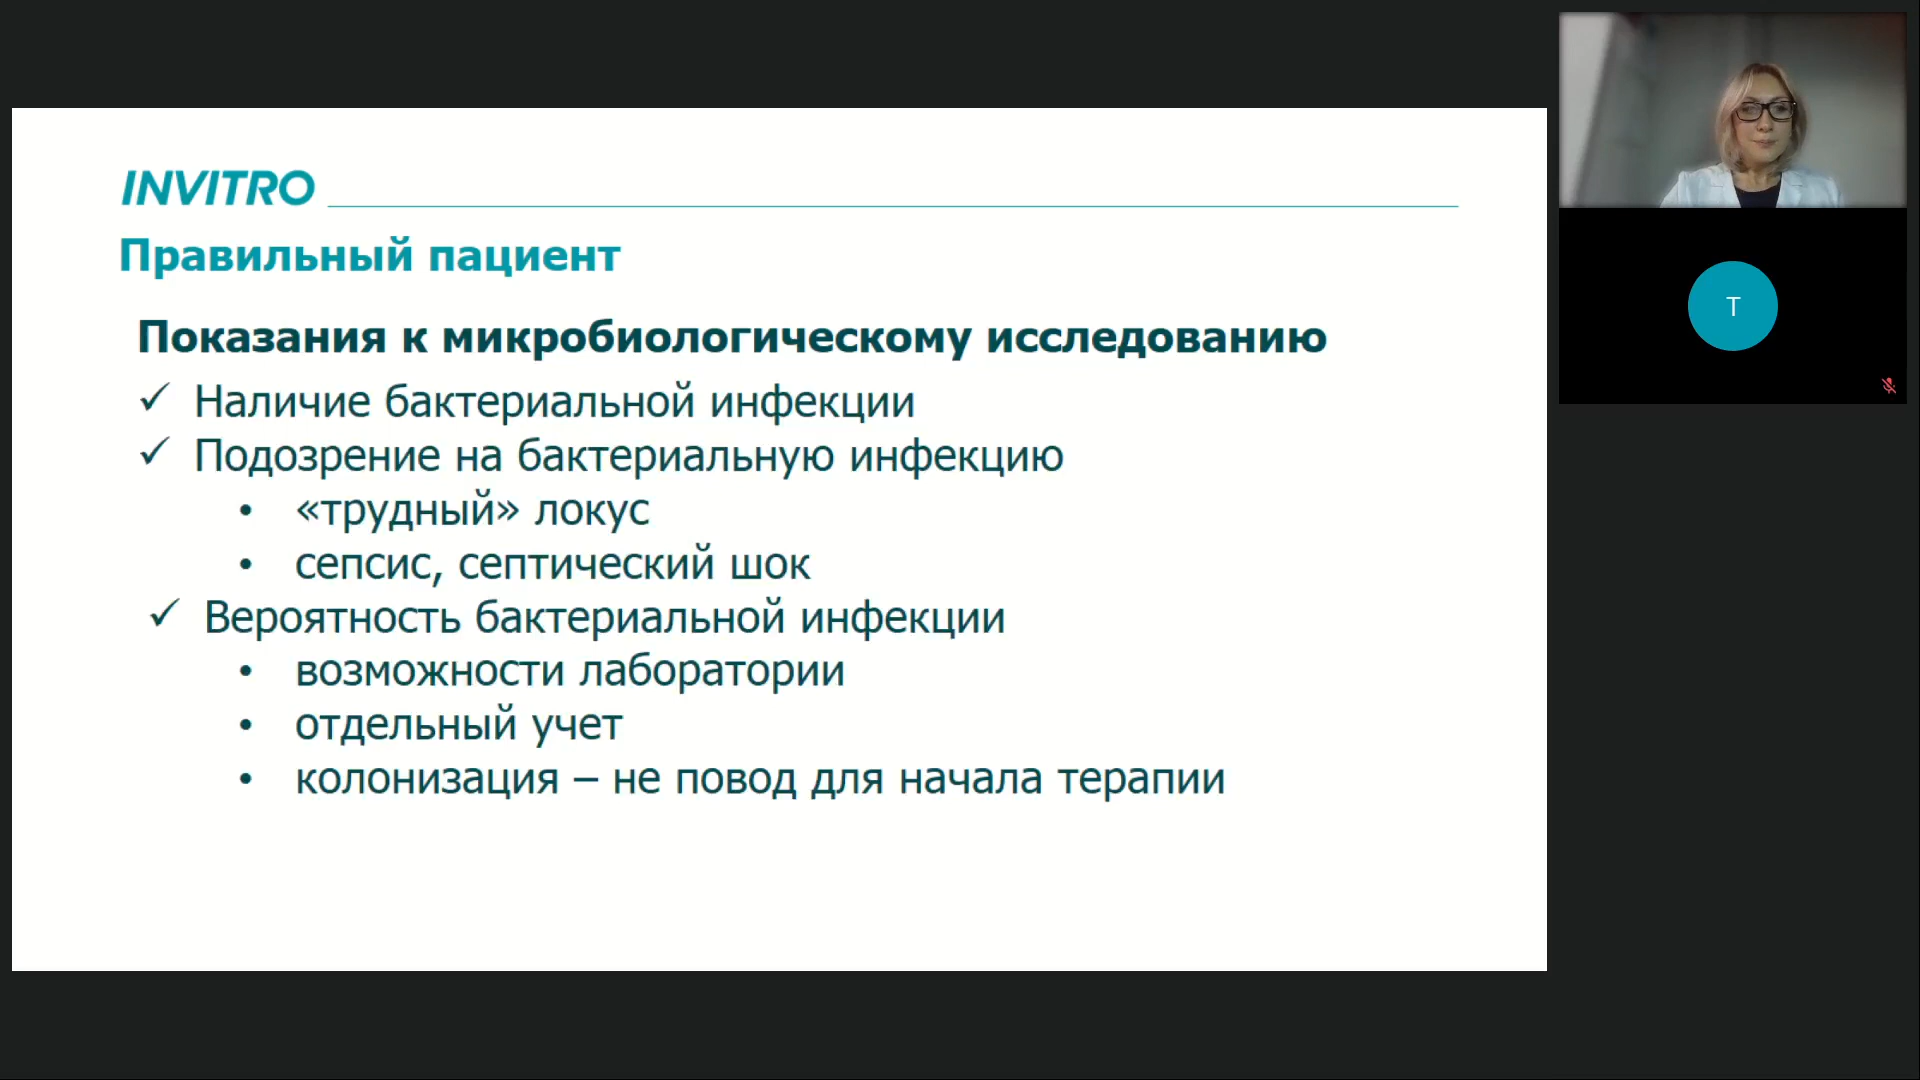 INVITRO
Правильный пациент
Показания к микробиологическому исследованию
✓ Наличие бактериальной инфекции
✓ Подозрение на бактериальную инфекцию
• «трудный» локус
• сепсис, септический шок
✓ Вероятность бактериальной инфекции
• возможности лаборатории
• отдельный учет
• колонизация – не повод для начала терапии
T